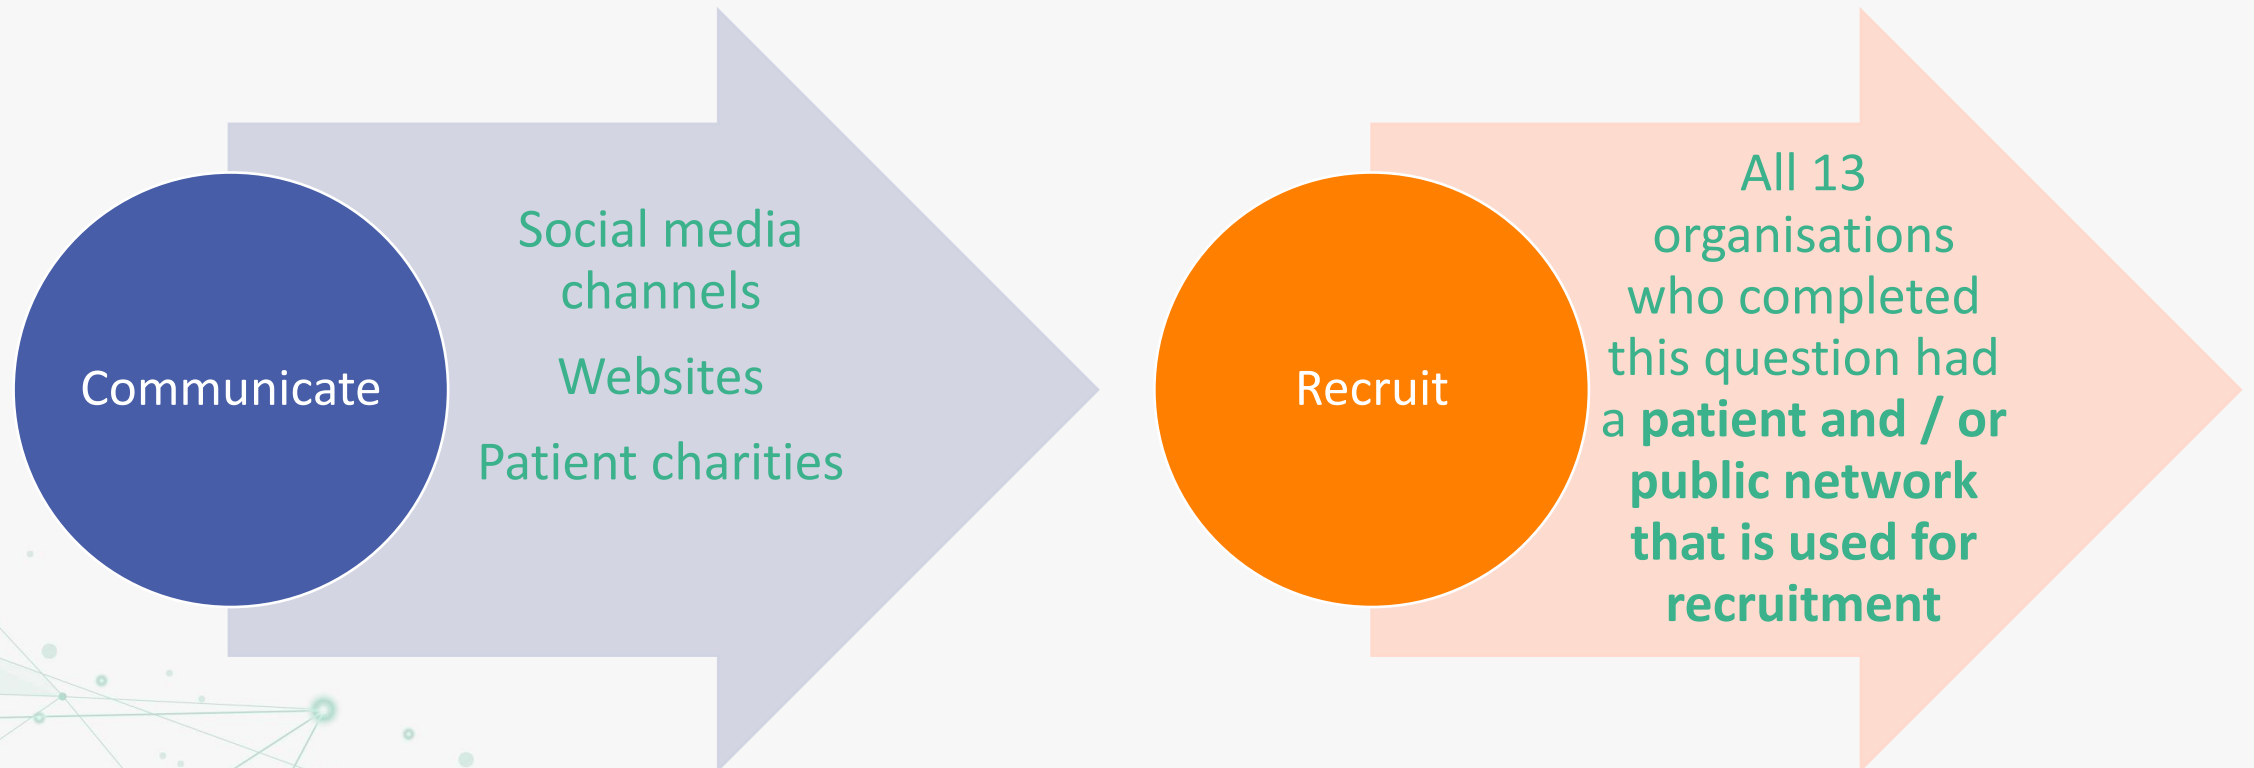 Communicate
Social media
channels
Websites
Patient charities
Recruit
All 13
organisations
who completed
this question had
a patient and / or
public network
that is used for
recruitment